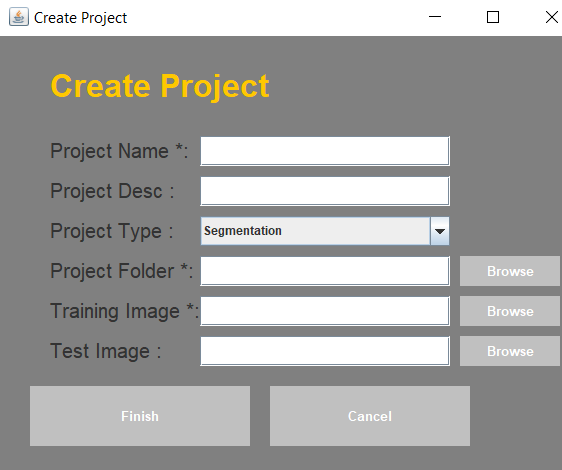 Create Project
Create Project
Project Name *:
Project Desc :
Project Type : Segmentation
Project Folder *: Browse
Training Image *: Browse
Test Image : Browse
Finish Cancel